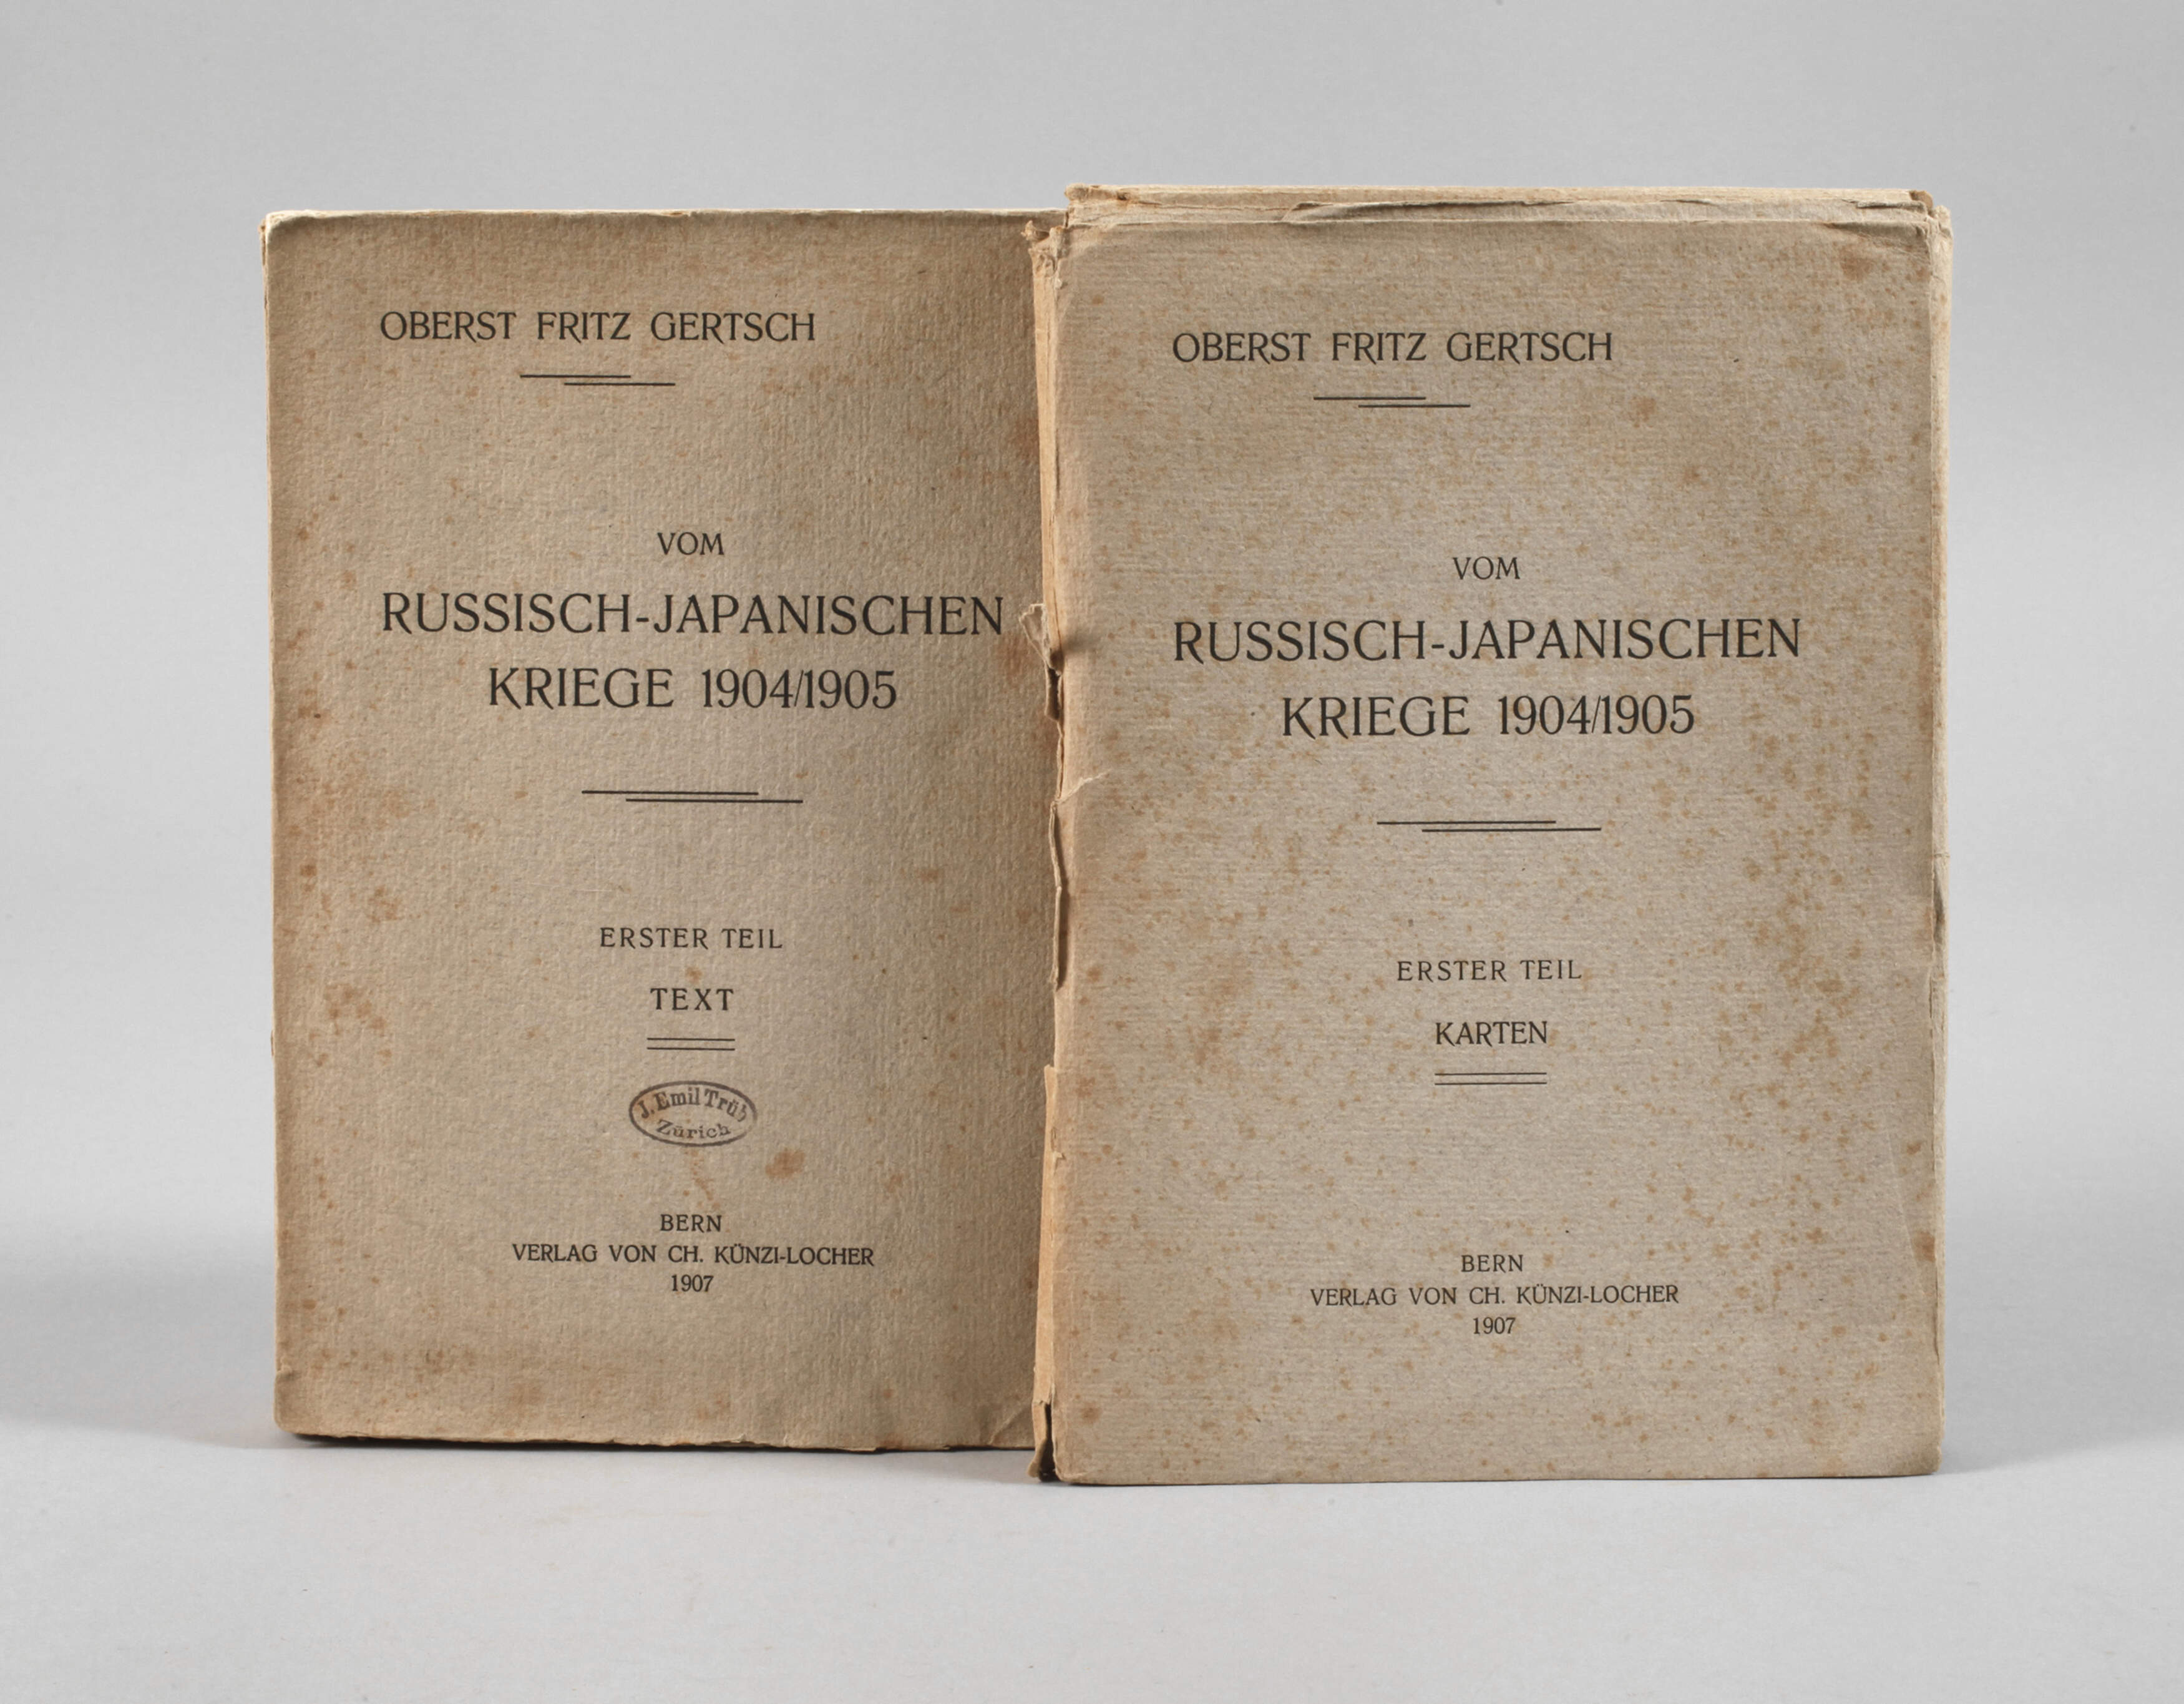 OBERST FRITZ GERTSCH
VOM
RUSSISCH-JAPANISCHEN
KRIEGE 1904/1905
ERSTER TEIL
TEXT
J. Emil Trüb
Zürich
BERN
VERLAG VON CH. KÜNZI-LOCHER
1907
OBERST FRITZ GERTSCH
VOM
RUSSISCH-JAPANISCHEN
KRIEGE 1904/1905
ERSTER TEIL
KARTEN
BERN
VERLAG VON CH. KÜNZI-LOCHER
1907